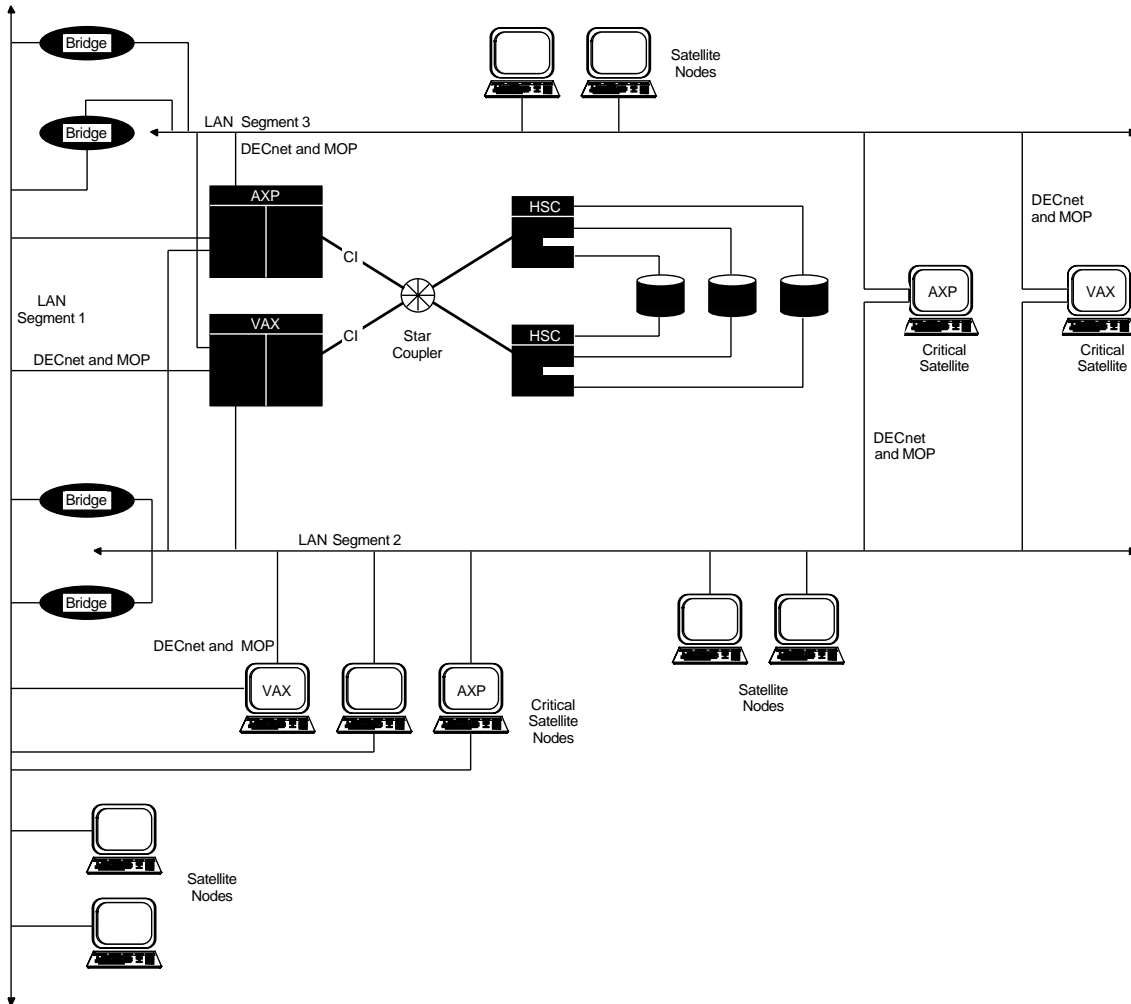 Bridge
Satellite
Nodes
Bridge
LAN Segment 3
DECnet and MOP
AXP
HSC
DECnet
and MOP
CI
LAN
Segment 1
AXP
VAX
VAX
Star
Coupler
HSC
CI
Critical
Satellite
Critical
Satellite
DECnet and MOP
DECnet
and MOP
Bridge
LAN Segment 2
Bridge
DECnet and MOP
VAX
AXP
Critical
Satellite
Nodes
Satellite
Nodes
Satellite
Nodes